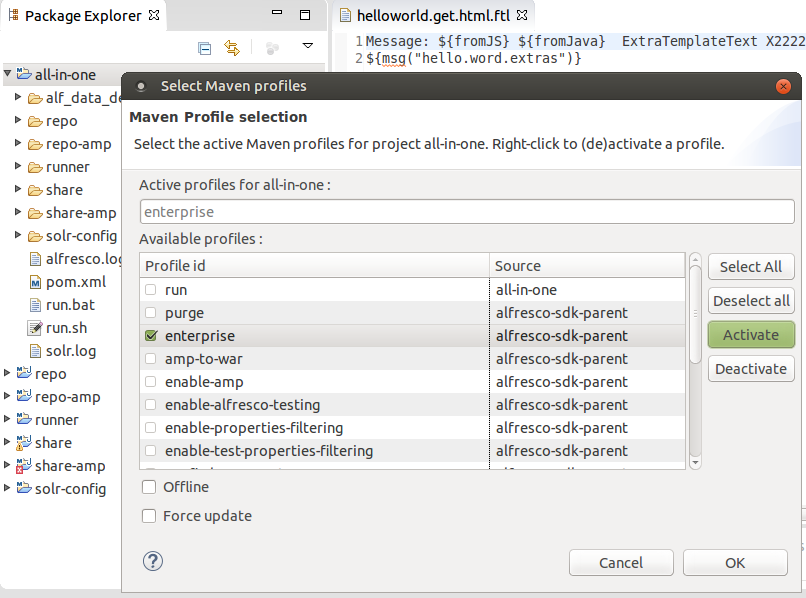 Package Explorer
helloworld.get.html.ftl
1 Message: ${fromJS} ${fromJava}  ExtraTemplateText X2222
2 ${msg("hello.word.extras")}
all-in-one
alf_data_de
repo
repo-amp
runner
share
share-amp
solr-config
alfresco.log
pom.xml
run.bat
run.sh
solr.log
repo
repo-amp
runner
share
share-amp
solr-config
Select Maven profiles
Maven Profile selection
Select the active Maven profiles for project all-in-one. Right-click to (de)activate a profile.
Active profiles for all-in-one :
enterprise
Available profiles :
Profile id Source
run all-in-one
purge alfresco-sdk-parent
enterprise alfresco-sdk-parent
amp-to-war alfresco-sdk-parent
enable-amp alfresco-sdk-parent
enable-alfresco-testing alfresco-sdk-parent
enable-properties-filtering alfresco-sdk-parent
enable-test-properties-filtering alfresco-sdk-parent
Select All
Deselect all
Activate
Deactivate
Offline
Force update
?
Cancel OK